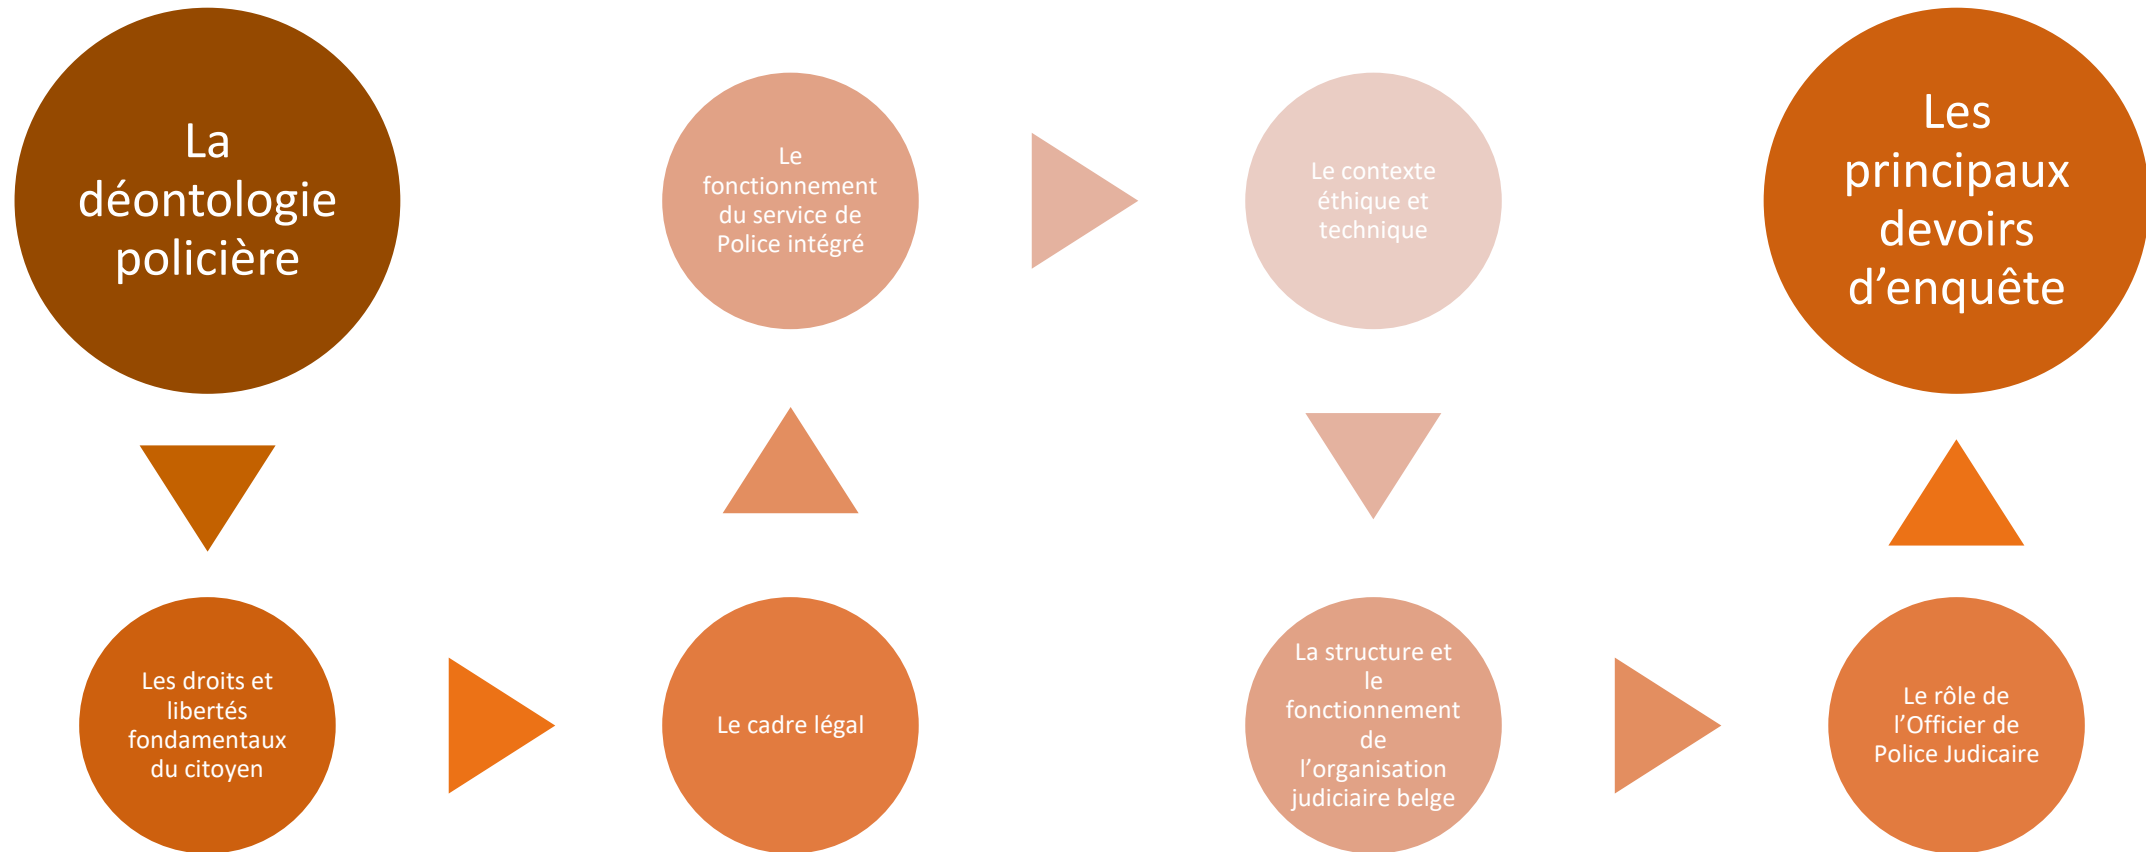 La
déontologie
policière
Les droits et
libertés
fondamentaux
du citoyen
Le cadre légal
Le
fonctionnement
du service de
Police intégré
Le contexte
éthique et
technique
La structure et
le
fonctionnement
de
l’organisation
judiciaire belge
Le rôle de
l’Officier de
Police Judicaire
Les
principaux
devoirs
d’enquête